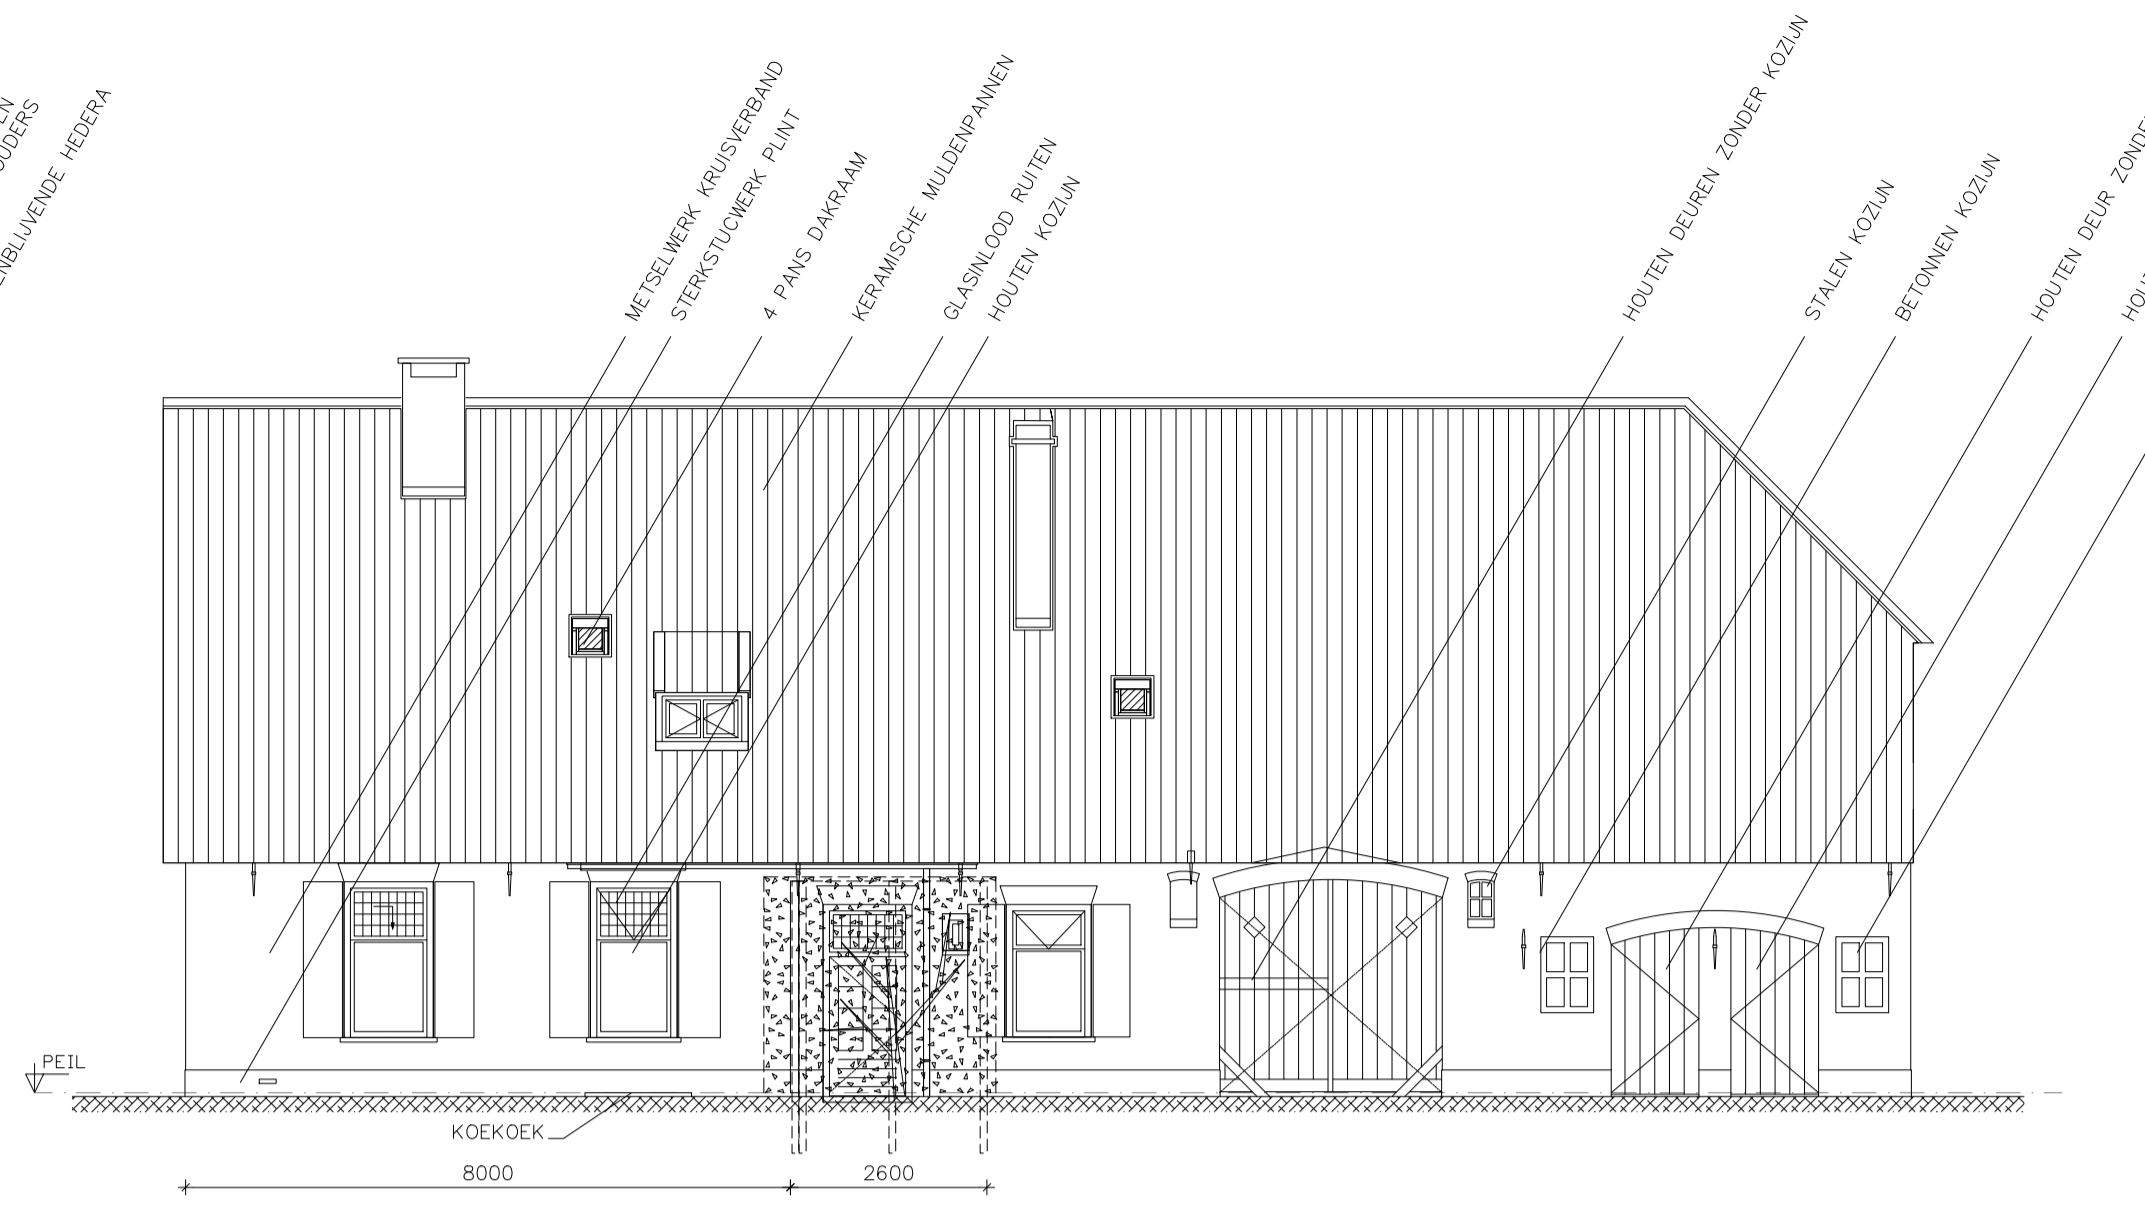 ENBLIJVENDE HEDERA
METSELWERK KRUISVERBAND
STERKSTUCWERK PLINT
4 PANS DAKRAAM
KERAMISCHE MULDENPANNEN
GLASINLOOD RUITEN
HOUTEN KOZIJN
HOUTEN DEUREN ZONDER KOZIJN
STALEN KOZIJN
BETONNEN KOZIJN
HOUTEN DEUR ZONDE
PEIL
KOEKOEK
8000
2600